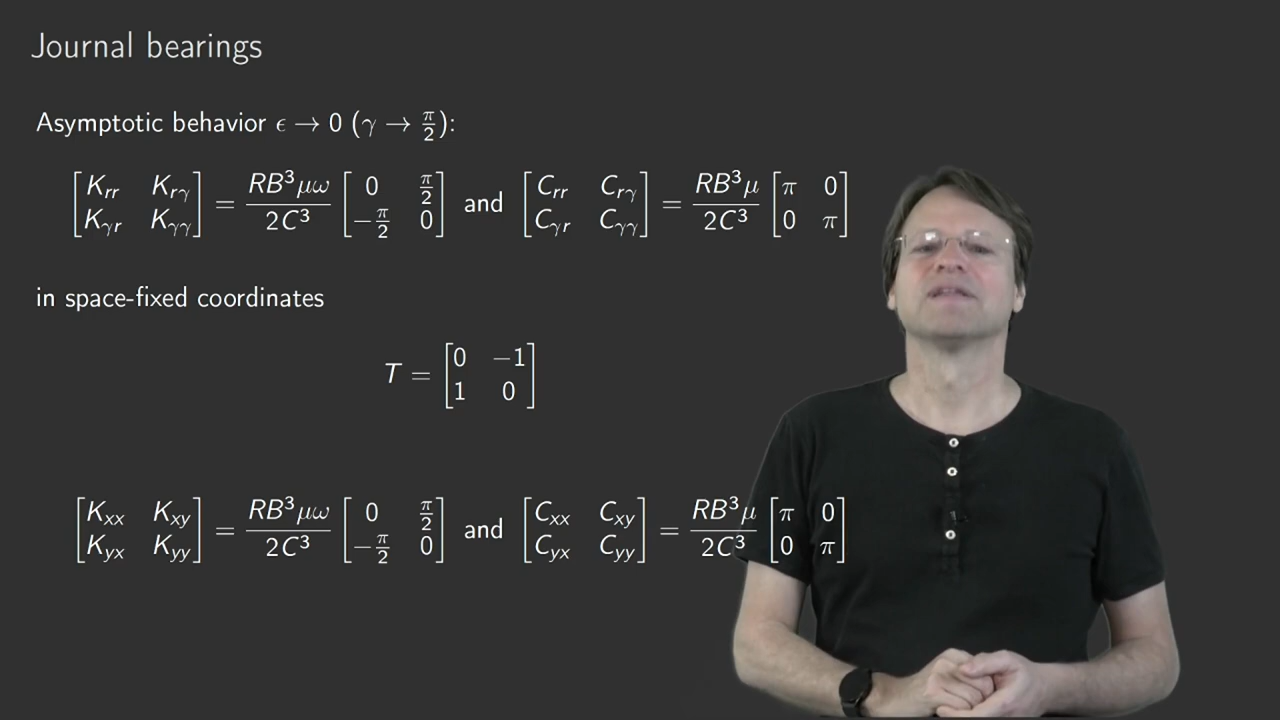 Journal bearings
Asymptotic behavior ϵ → 0 (γ → π/2):
[K_rr K_rγ; K_γr K_γγ] = RB³μω/2C³ [0 π/2; −π/2 0] and [C_rr C_rγ; C_γr C_γγ] = RB³μ/2C³ [π 0; 0 π]
in space-fixed coordinates
T = [0 −1; 1 0]
[K_xx K_xy; K_yx K_yy] = RB³μω/2C³ [0 π/2; −π/2 0] and [C_xx C_xy; C_yx C_yy] = RB³μ/2C³ [π 0; 0 π]